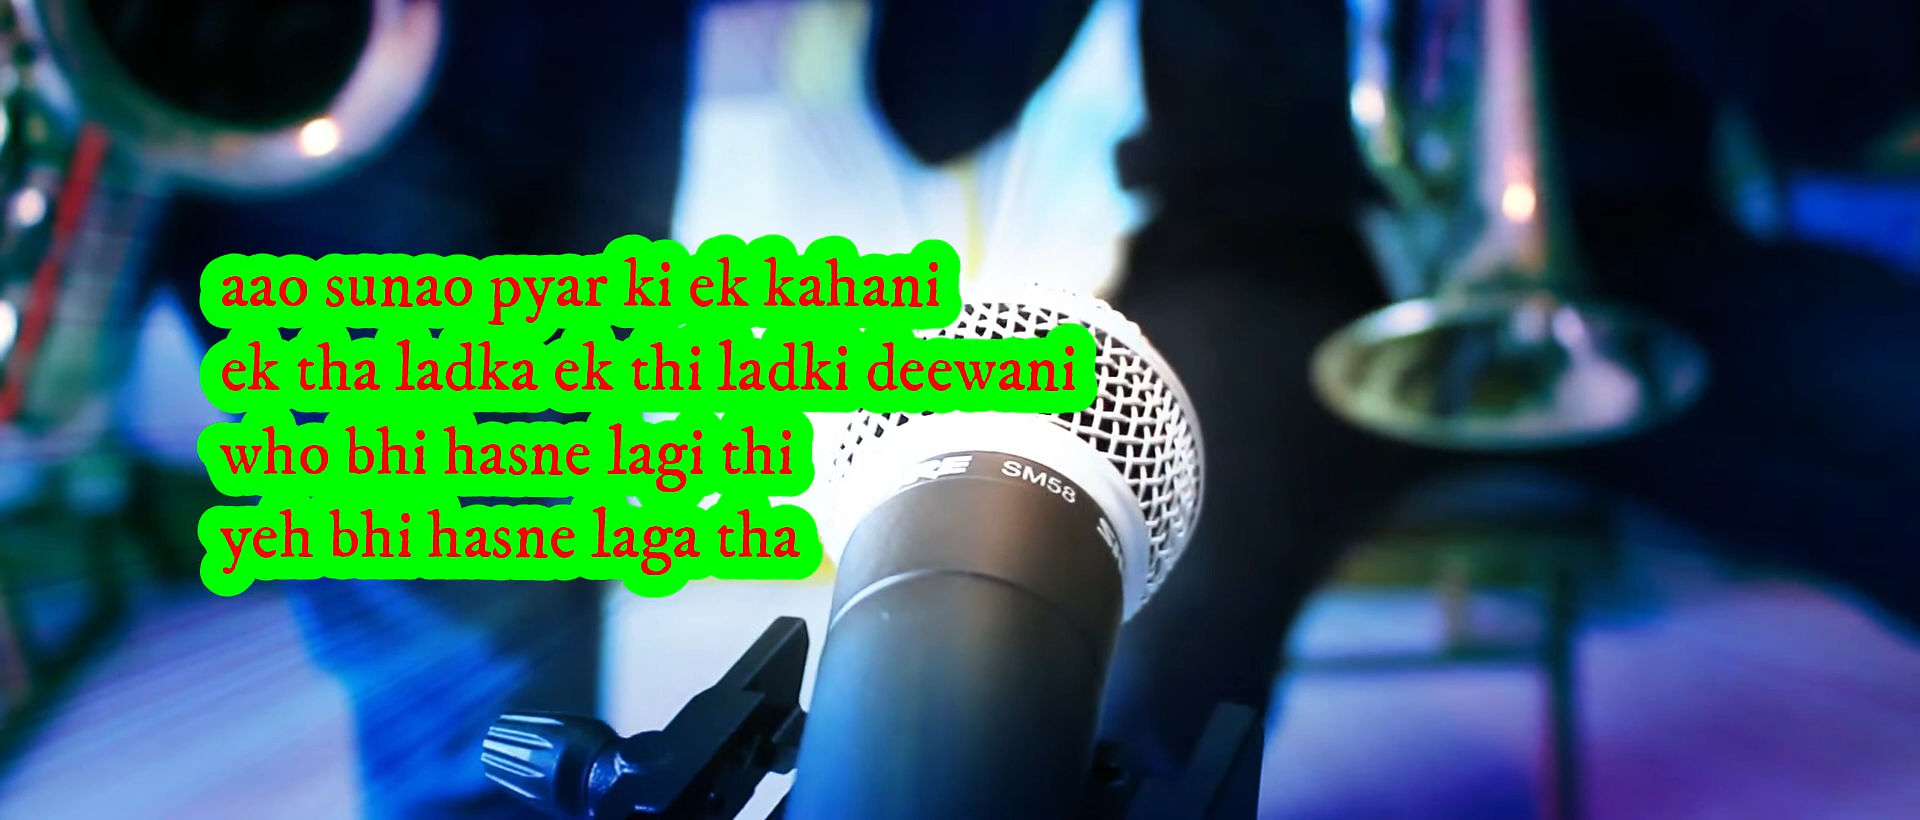 aao sunao pyar ki ek kahani
ek tha ladka ek thi ladki deewani
who bhi hasne lagi thi
yeh bhi hasne laga tha
SM58